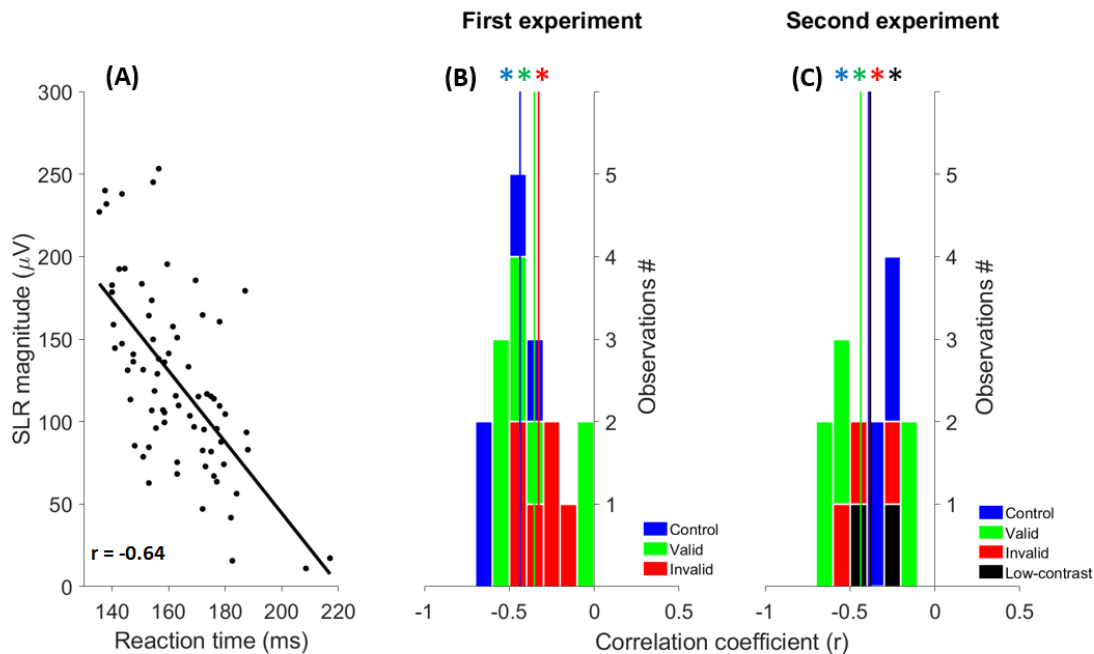 First experiment
Second experiment
(A)
(B) * * *
(C) * * * *
300
250
200
150
100
50
0
SLR magnitude (μV)
r = -0.64
140 160 180 200 220
Reaction time (ms)
5
4
3
2
1
Observations #
Control
Valid
Invalid
-1 -0.5 0 0.5
5
4
3
2
1
Observations #
Control
Valid
Invalid
Low-contrast
-1 -0.5 0 0.5
Correlation coefficient (r)